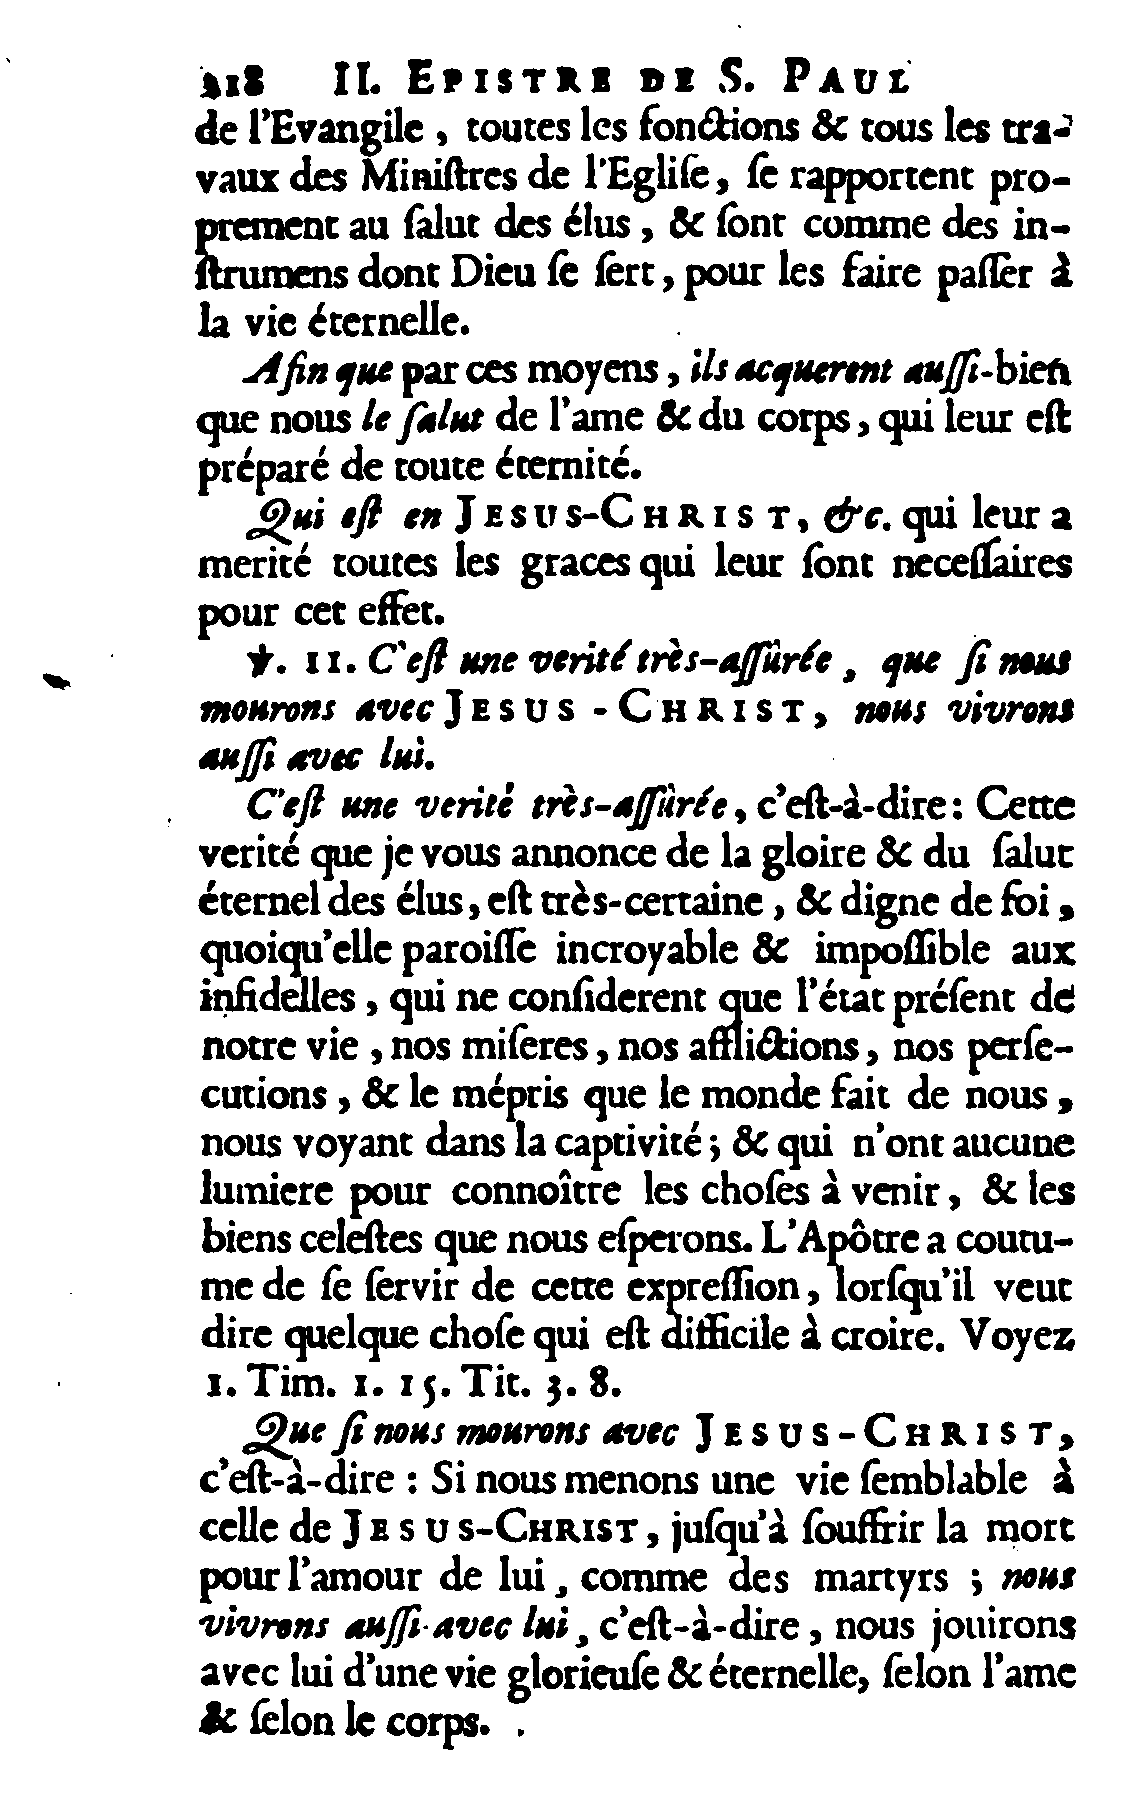 218 II. EPISTRE DE S. PAUL
de l'Evangile, toutes les fonctions & tous les tra-
vaux des Miniſtres de l'Egliſe, ſe rapportent pro-
prement au ſalut des élus, & ſont comme des in-
ſtrumens dont Dieu ſe ſert, pour les faire paſſer à
la vie éternelle.
Afin que par ces moyens, ils acquerent auſſi-bien
que nous le ſalut de l'ame & du corps, qui leur eſt
préparé de toute éternité.
Qui eſt en JESUS-CHRIST, &c. qui leur a
merité toutes les graces qui leur ſont neceſſaires
pour cet effet.
℣. 11. C'eſt une verité très-aſſûrée, que ſi nous
mourons avec JESUS-CHRIST, nous vivrons
auſſi avec lui.
C'eſt une verité très-aſſûrée, c'eſt-à-dire: Cette
verité que je vous annonce de la gloire & du ſalut
éternel des élus, eſt très-certaine, & digne de foi,
quoiqu'elle paroiſſe incroyable & impoſſible aux
infidelles, qui ne conſiderent que l'état préſent de
notre vie, nos miſeres, nos afflictions, nos perſe-
cutions, & le mépris que le monde fait de nous,
nous voyant dans la captivité; & qui n'ont aucune
lumiere pour connoître les choſes à venir, & les
biens celeſtes que nous eſperons. L'Apôtre a coutu-
me de ſe ſervir de cette expreſſion, lorſqu'il veut
dire quelque choſe qui eſt difficile à croire. Voyez
1. Tim. 1. 15. Tit. 3. 8.
Que ſi nous mourons avec JESUS-CHRIST,
c'eſt-à-dire : Si nous menons une vie ſemblable à
celle de JESUS-CHRIST, juſqu'à ſouffrir la mort
pour l'amour de lui, comme des martyrs ; nous
vivrons auſſi avec lui, c'eſt-à-dire, nous jouirons
avec lui d'une vie glorieuſe & éternelle, ſelon l'ame
& ſelon le corps.